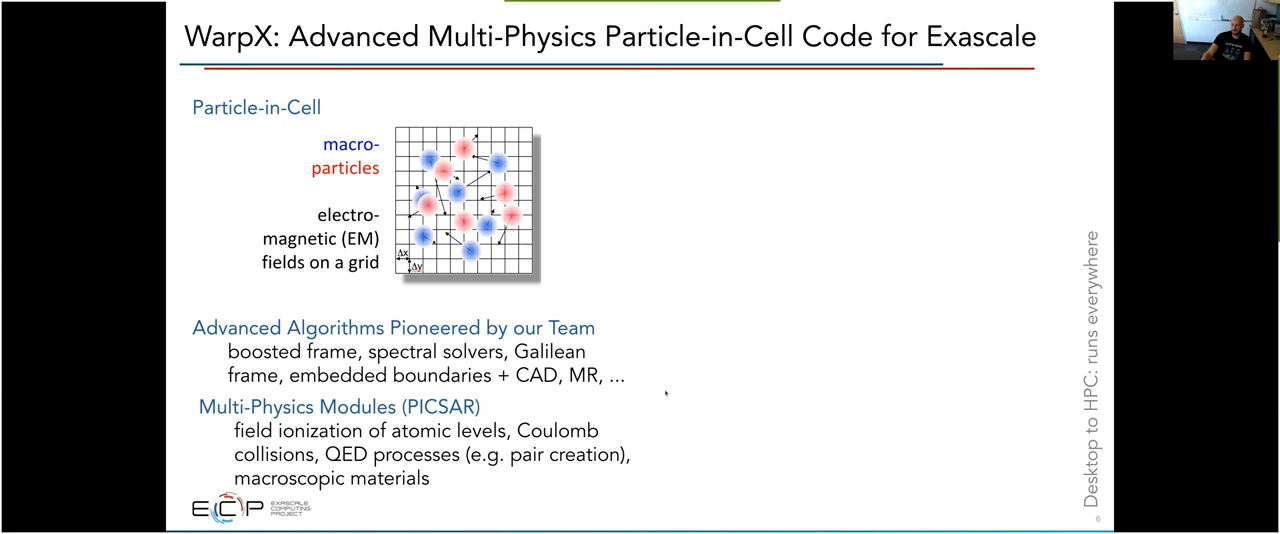 WarpX: Advanced Multi-Physics Particle-in-Cell Code for Exascale
Particle-in-Cell
macro-
particles
electro-
magnetic (EM)
fields on a grid
Δx
Δy
Advanced Algorithms Pioneered by our Team
boosted frame, spectral solvers, Galilean
frame, embedded boundaries + CAD, MR, ...
Multi-Physics Modules (PICSAR)
field ionization of atomic levels, Coulomb
collisions, QED processes (e.g. pair creation),
macroscopic materials
ECP
EXASCALE
COMPUTING
PROJECT
Desktop to HPC: runs everywhere
6